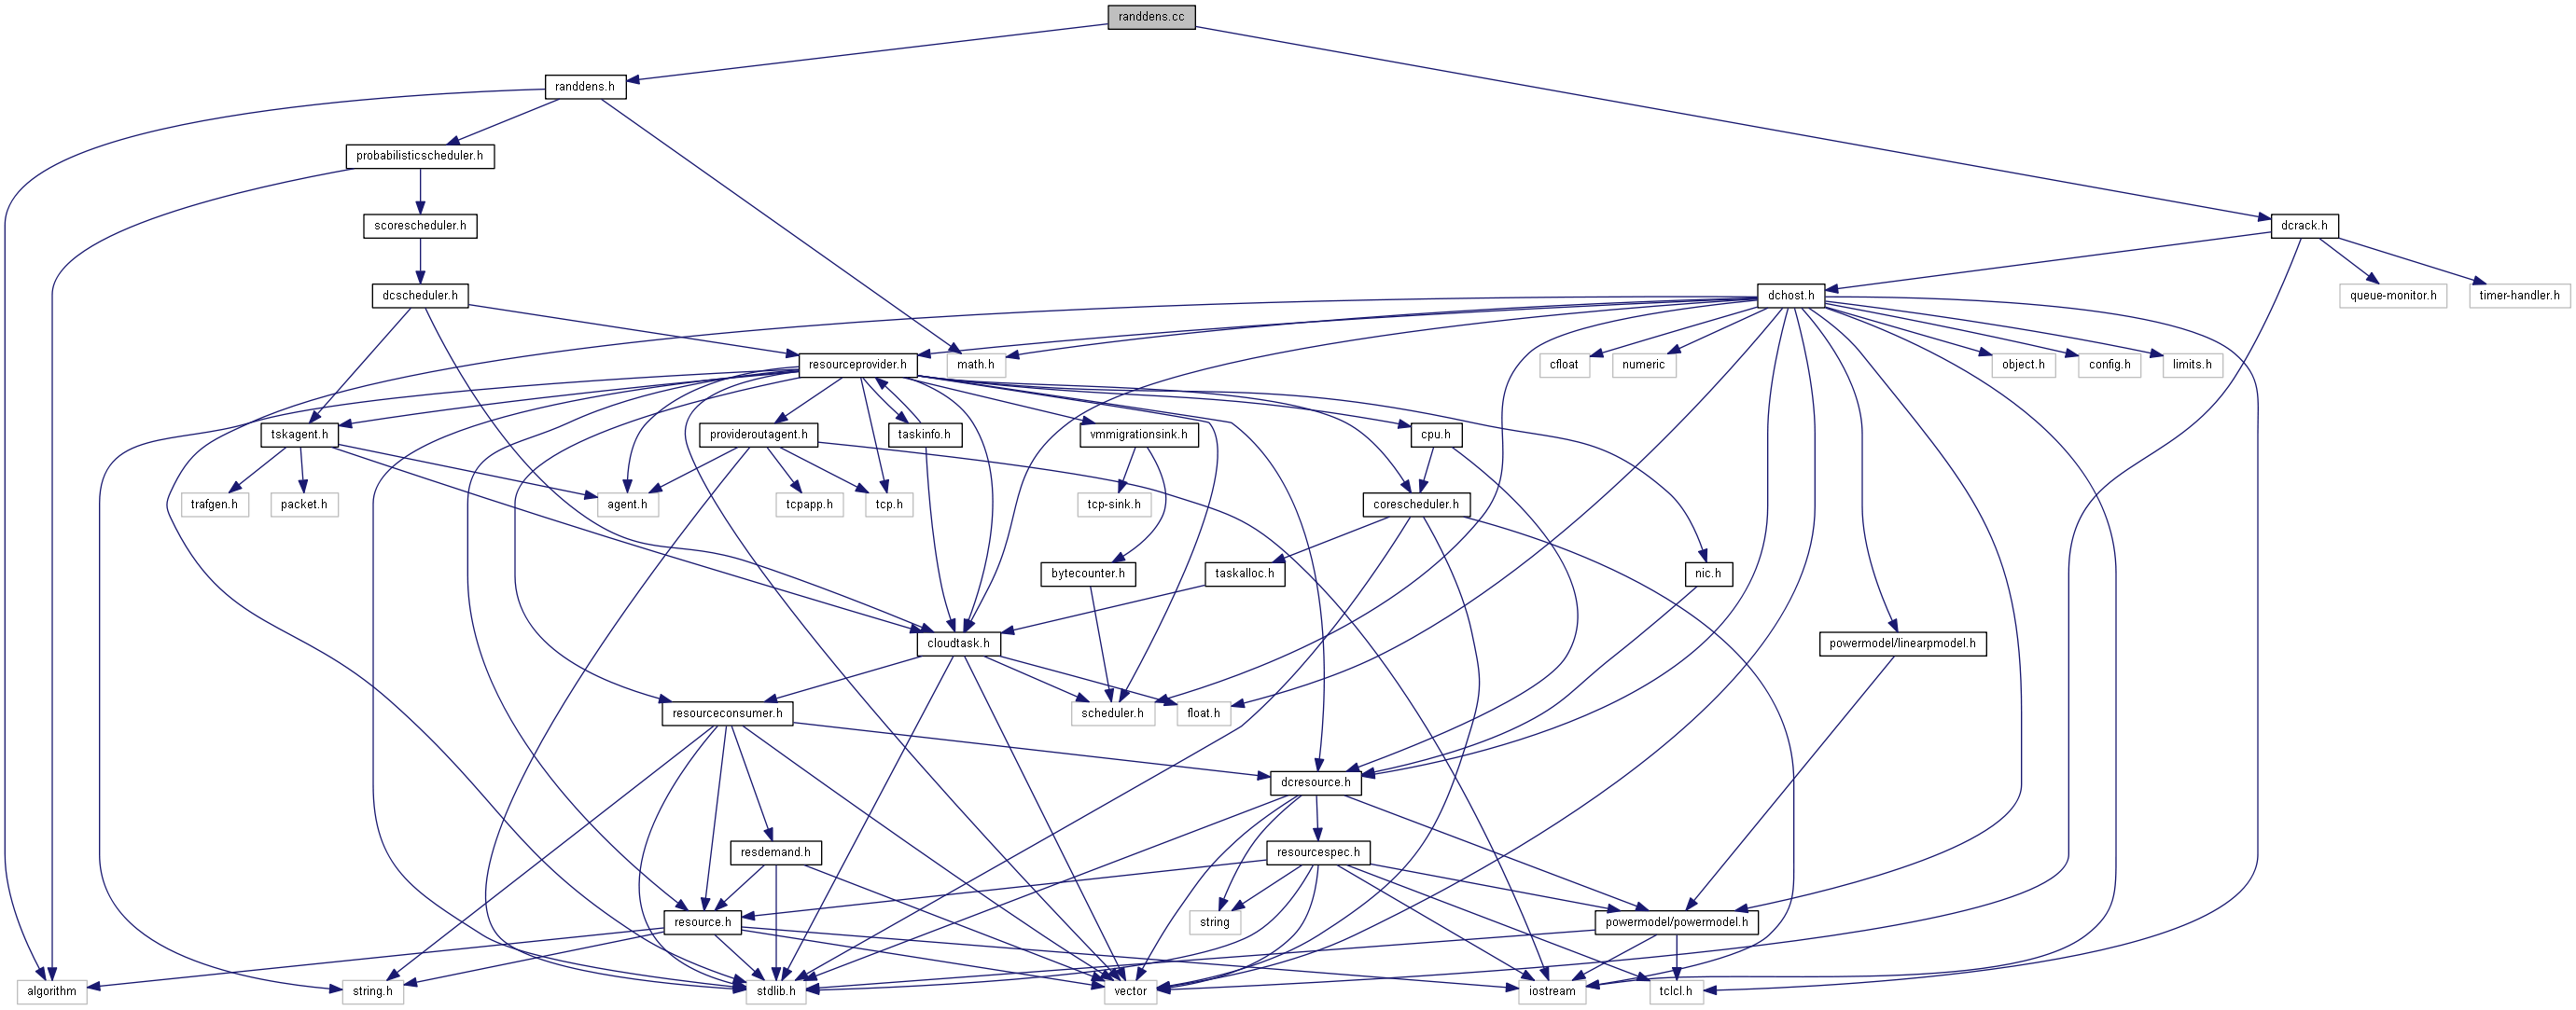 randdens.cc
randdens.h
probabilisticscheduler.h
scorescheduler.h
dcrack.h
dcscheduler.h
dchost.h
queue-monitor.h
timer-handler.h
resourceprovider.h
math.h
cfloat
numeric
object.h
config.h
limits.h
tskagent.h
provideroutagent.h
taskinfo.h
vmmigrationsink.h
cpu.h
trafgen.h
packet.h
agent.h
tcpapp.h
tcp.h
tcp-sink.h
corescheduler.h
bytecounter.h
taskalloc.h
nic.h
cloudtask.h
powermodel/linearpmodel.h
resourceconsumer.h
scheduler.h
float.h
dcresource.h
resdemand.h
resourcespec.h
resource.h
string
powermodel/powermodel.h
algorithm
string.h
stdlib.h
vector
iostream
tclcl.h